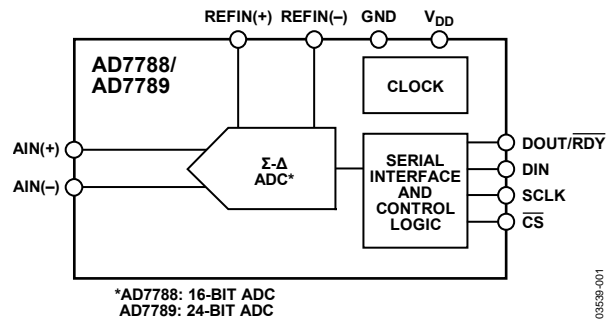 REFIN(+) REFIN(–) GND VDD
AD7788/
AD7789
CLOCK
AIN(+)
AIN(–)
Σ-Δ
ADC*
SERIAL
INTERFACE
AND
CONTROL
LOGIC
DOUT/RDY
DIN
SCLK
CS
*AD7788: 16-BIT ADC
AD7789: 24-BIT ADC
03539-001